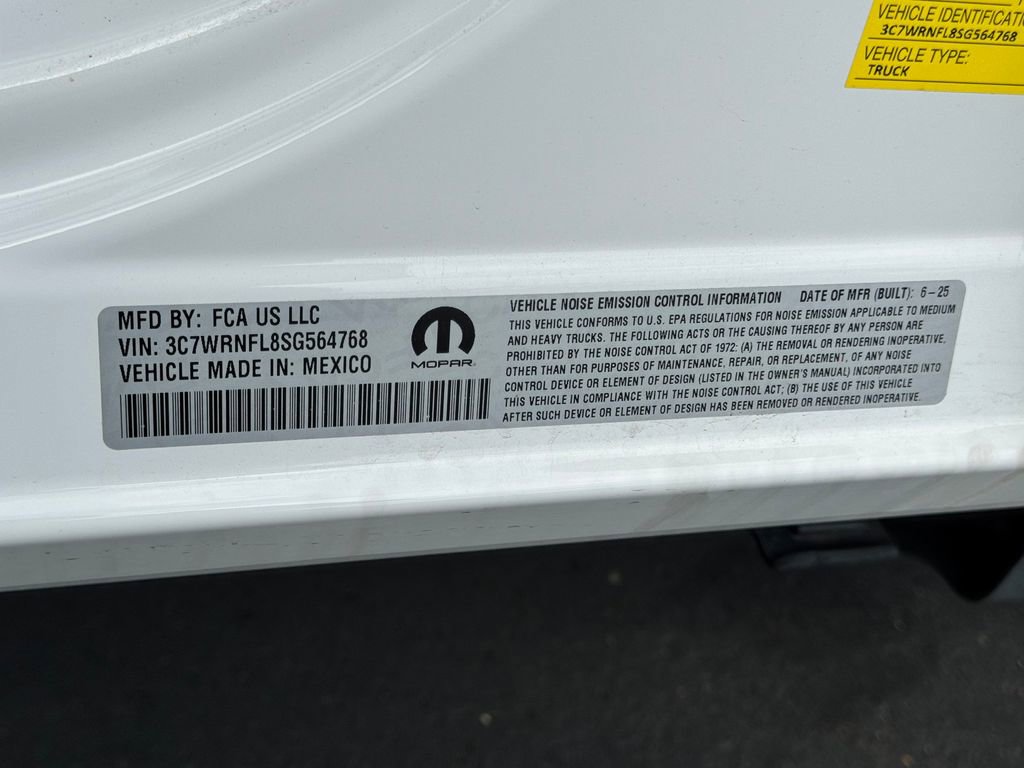 VEHICLE IDENTIFICATI
3C7WRNFL8SG564768
VEHICLE TYPE:
TRUCK
MFD BY: FCA US LLC
VIN: 3C7WRNFL8SG564768
VEHICLE MADE IN: MEXICO
MOPAR
VEHICLE NOISE EMISSION CONTROL INFORMATION DATE OF MFR (BUILT): 6-25
THIS VEHICLE CONFORMS TO U.S. EPA REGULATIONS FOR NOISE EMISSION APPLICABLE TO MEDIUM
AND HEAVY TRUCKS. THE FOLLOWING ACTS OR THE CAUSING THEREOF BY ANY PERSON ARE
PROHIBITED BY THE NOISE CONTROL ACT OF 1972: (A) THE REMOVAL OR RENDERING INOPERATIVE,
OTHER THAN FOR PURPOSES OF MAINTENANCE, REPAIR, OR REPLACEMENT, OF ANY NOISE
CONTROL DEVICE OR ELEMENT OF DESIGN (LISTED IN THE OWNER'S MANUAL) INCORPORATED INTO
THIS VEHICLE IN COMPLIANCE WITH THE NOISE CONTROL ACT; (B) THE USE OF THIS VEHICLE
AFTER SUCH DEVICE OR ELEMENT OF DESIGN HAS BEEN REMOVED OR RENDERED INOPERATIVE.